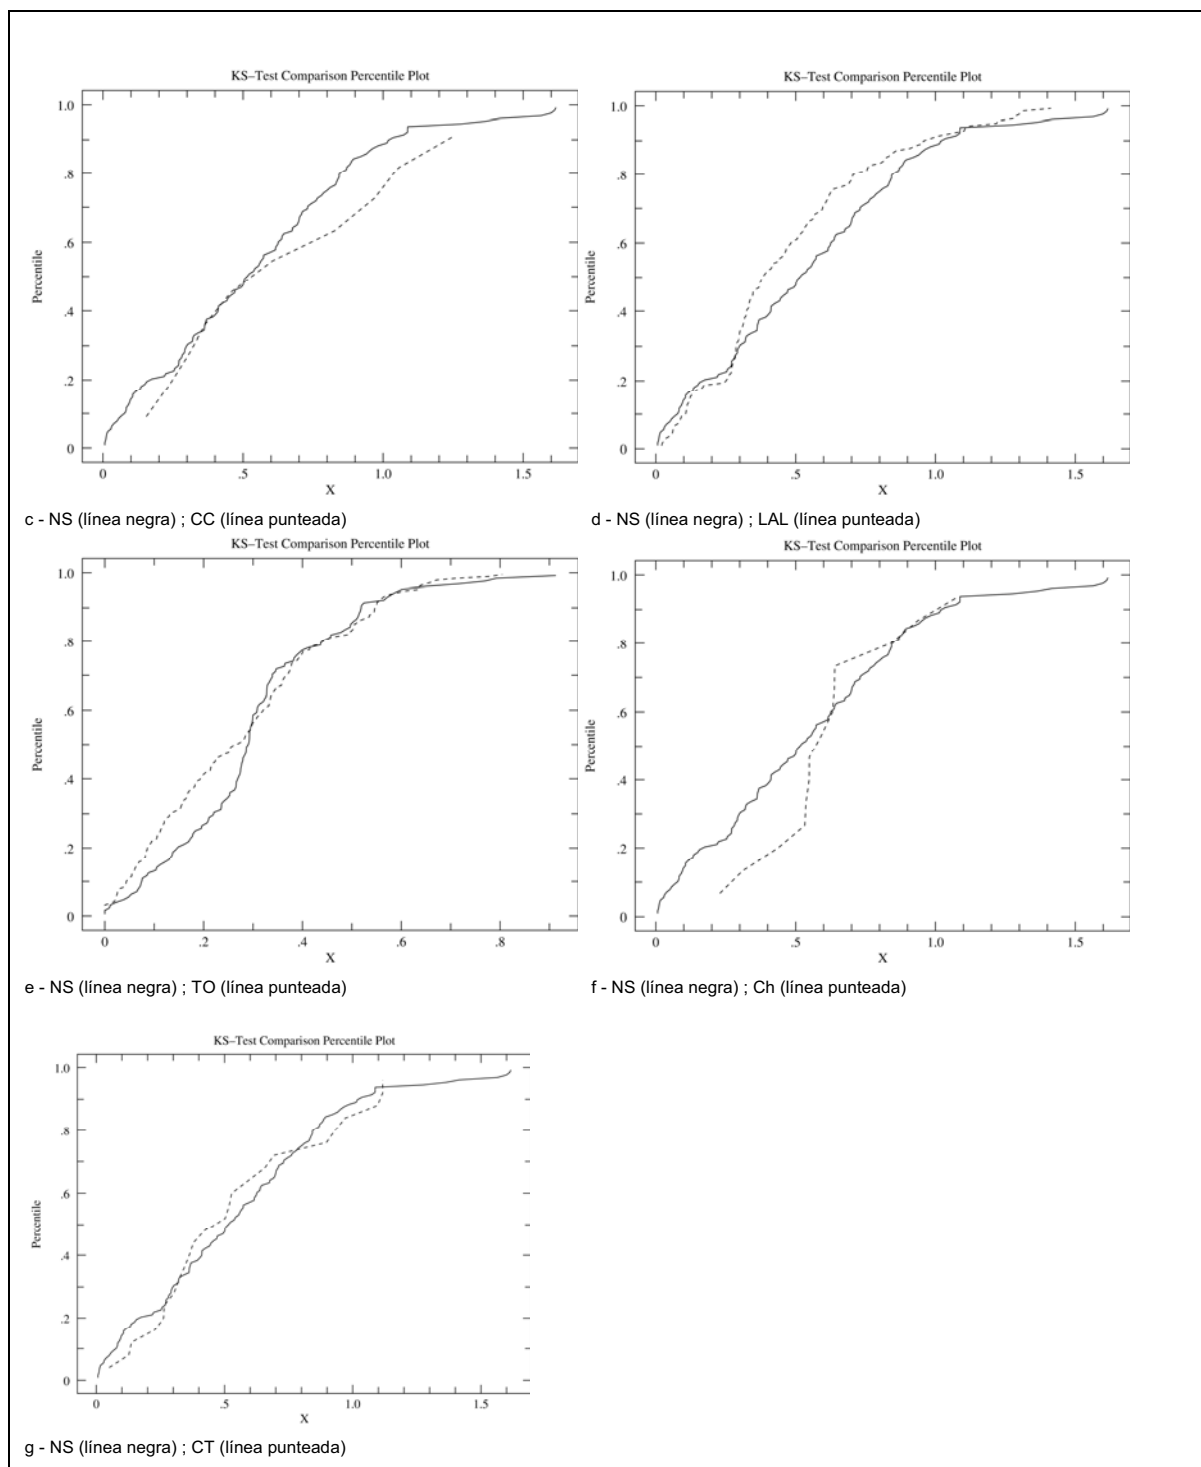 KS–Test Comparison Percentile Plot
1.0
.8
.6
.4
.2
0
Percentile
0 .5 1.0 1.5
X
c - NS (línea negra) ; CC (línea punteada)
KS–Test Comparison Percentile Plot
1.0
.8
.6
.4
.2
0
Percentile
0 .5 1.0 1.5
X
d - NS (línea negra) ; LAL (línea punteada)
KS–Test Comparison Percentile Plot
1.0
.8
.6
.4
.2
0
Percentile
0 .2 .4 .6 .8
X
e - NS (línea negra) ; TO (línea punteada)
KS–Test Comparison Percentile Plot
1.0
.8
.6
.4
.2
0
Percentile
0 .5 1.0 1.5
X
f - NS (línea negra) ; Ch (línea punteada)
KS–Test Comparison Percentile Plot
1.0
.8
.6
.4
.2
0
Percentile
0 .5 1.0 1.5
X
g - NS (línea negra) ; CT (línea punteada)